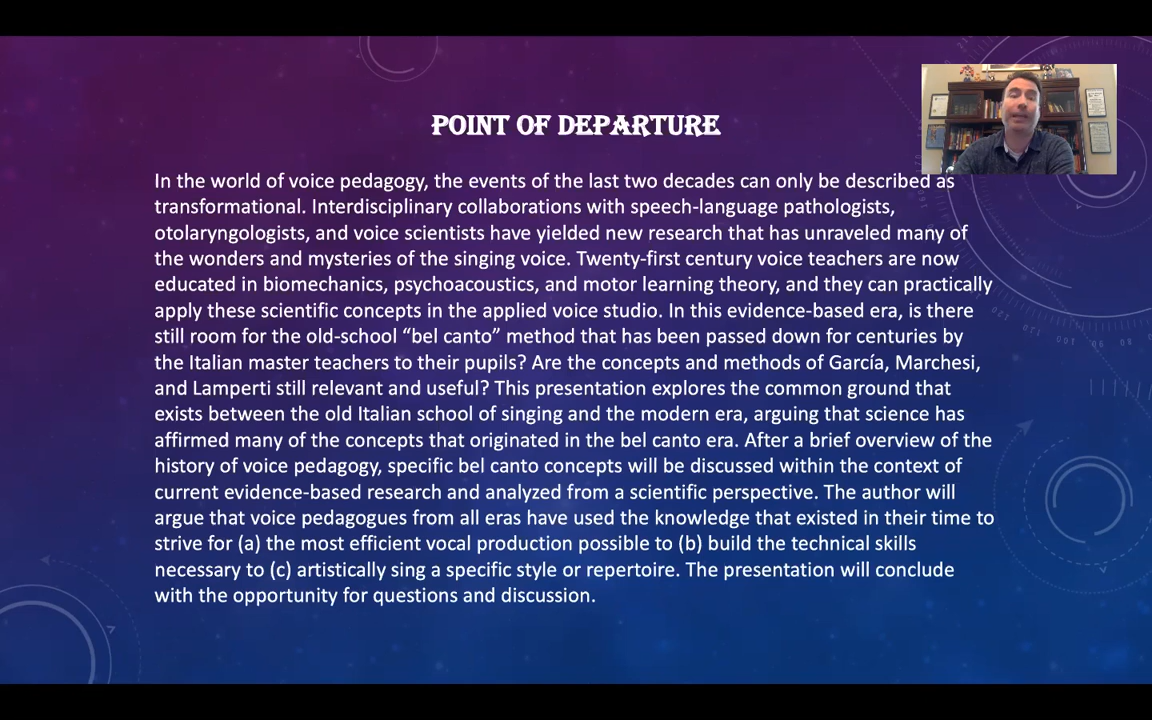 POINT OF DEPARTURE
In the world of voice pedagogy, the events of the last two decades can only be described as
transformational. Interdisciplinary collaborations with speech-language pathologists,
otolaryngologists, and voice scientists have yielded new research that has unraveled many of
the wonders and mysteries of the singing voice. Twenty-first century voice teachers are now
educated in biomechanics, psychoacoustics, and motor learning theory, and they can practically
apply these scientific concepts in the applied voice studio. In this evidence-based era, is there
still room for the old-school “bel canto” method that has been passed down for centuries by
the Italian master teachers to their pupils? Are the concepts and methods of García, Marchesi,
and Lamperti still relevant and useful? This presentation explores the common ground that
exists between the old Italian school of singing and the modern era, arguing that science has
affirmed many of the concepts that originated in the bel canto era. After a brief overview of the
history of voice pedagogy, specific bel canto concepts will be discussed within the context of
current evidence-based research and analyzed from a scientific perspective. The author will
argue that voice pedagogues from all eras have used the knowledge that existed in their time to
strive for (a) the most efficient vocal production possible to (b) build the technical skills
necessary to (c) artistically sing a specific style or repertoire. The presentation will conclude
with the opportunity for questions and discussion.